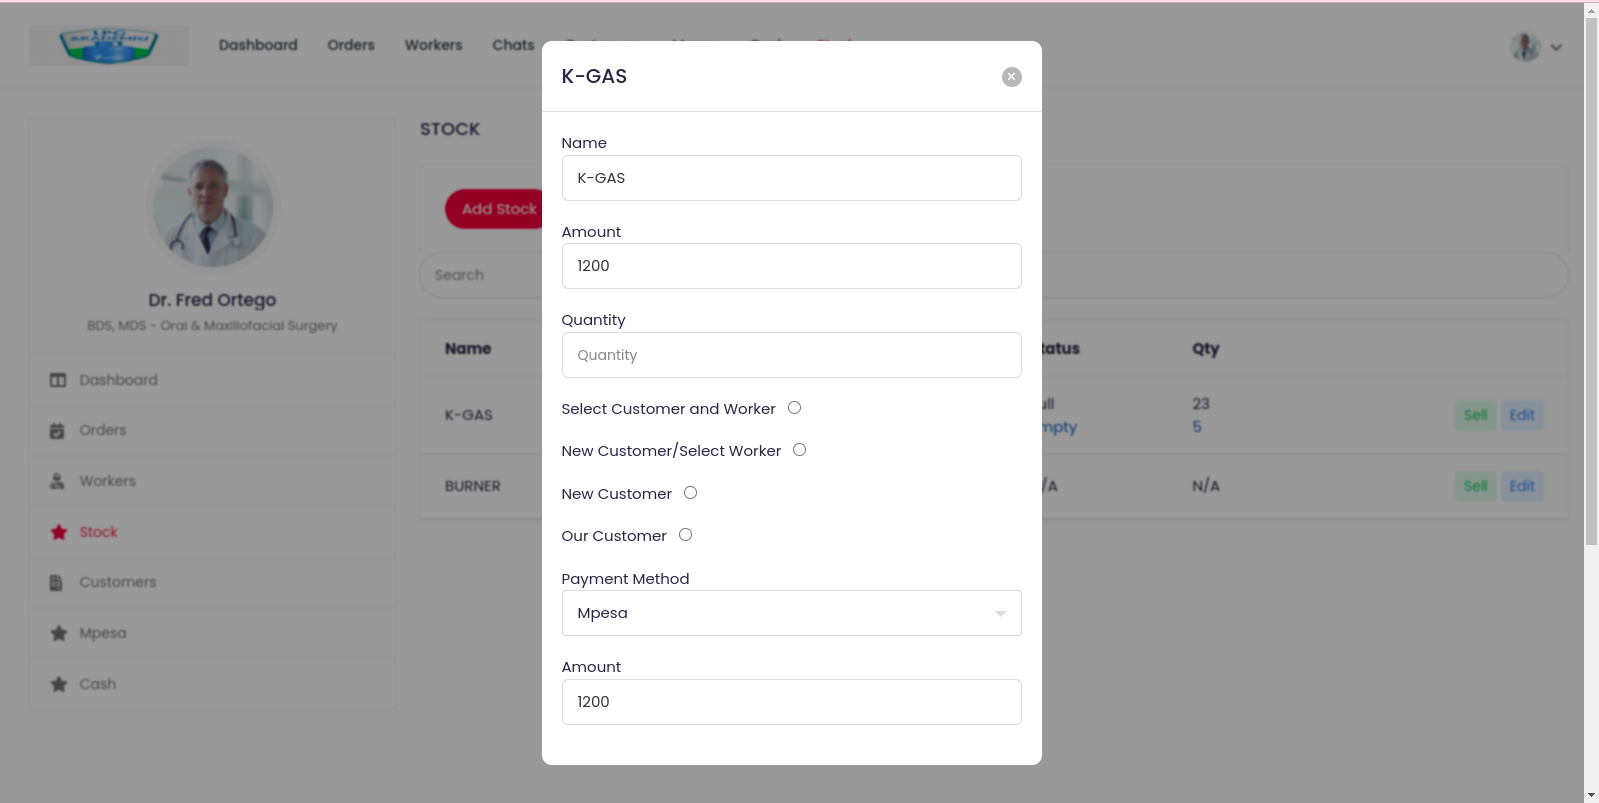 Dashboard Orders Workers Chats
K-GAS
STOCK
Add Stock
Search
Dr. Fred Ortego
BDS, MDS - Oral & Maxillofacial Surgery
Dashboard
Orders
Workers
Stock
Customers
Mpesa
Cash
Name
K-GAS
Amount
1200
Quantity
Quantity
Select Customer and Worker
New Customer/Select Worker
New Customer
Our Customer
Payment Method
Mpesa
Amount
1200
Name Qty
K-GAS 23 Sell Edit
5
BURNER N/A Sell Edit